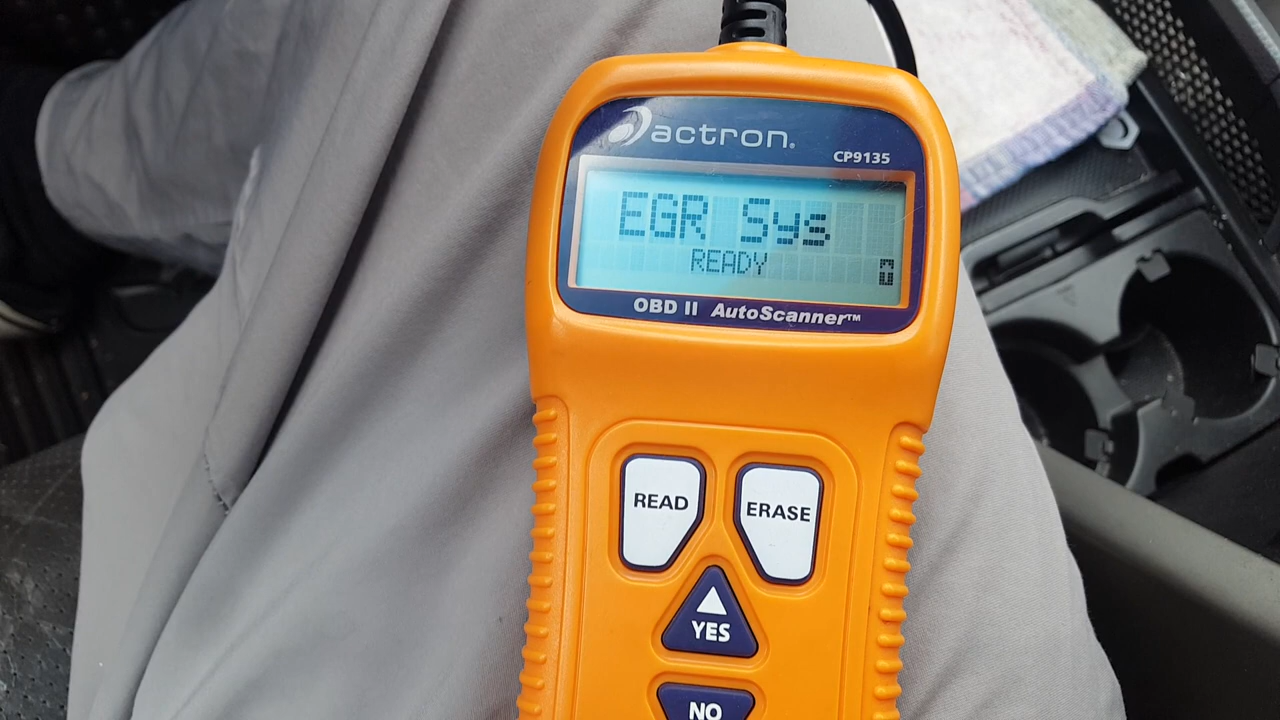 actron.
CP9135
EGR Sys
READY
OBD II AutoScanner™
READ
ERASE
YES
NO